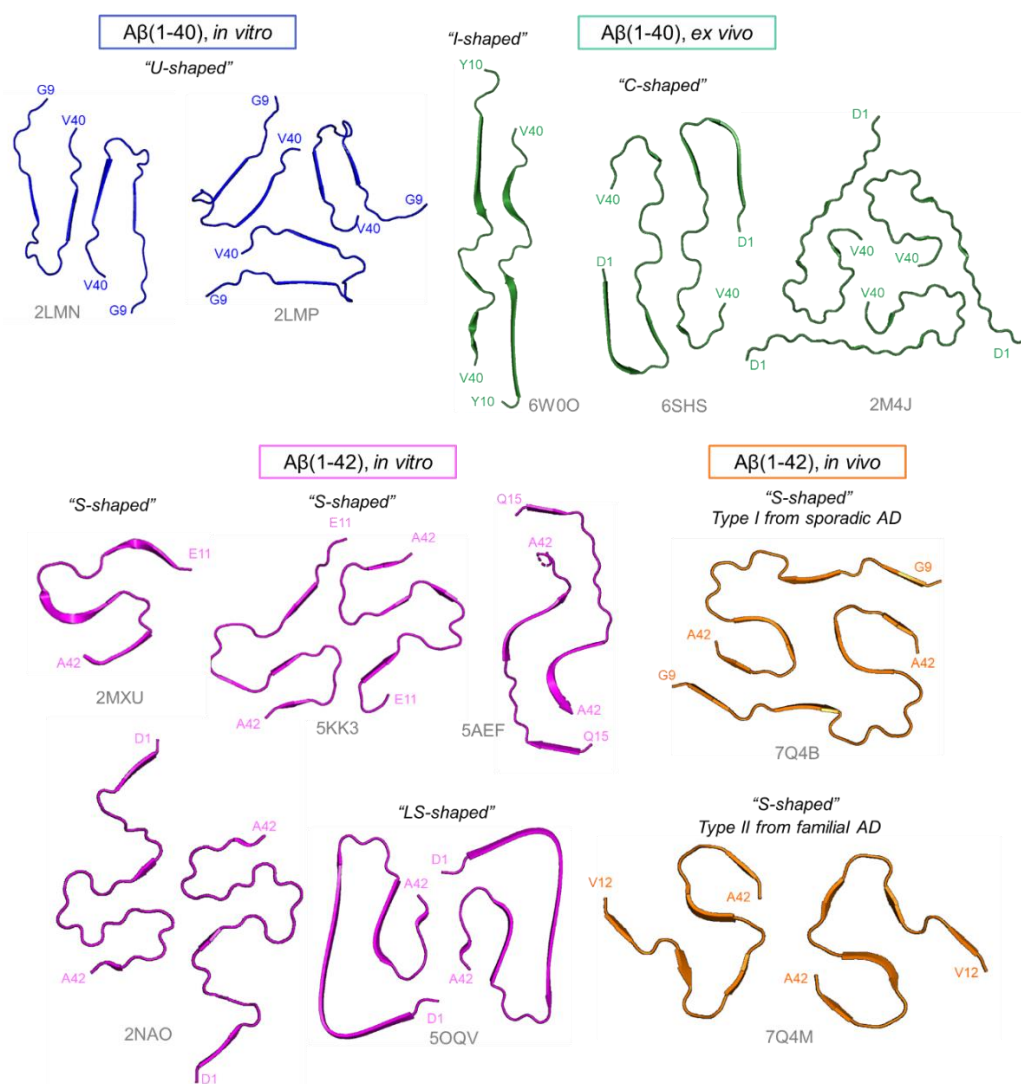 Aβ(1-40), in vitro
Aβ(1-40), ex vivo
“U-shaped”
“I-shaped”
“C-shaped”
G9
V40
V40
G9
2LMN
G9
V40
G9
V40
V40
G9
2LMP
Y10
V40
V40
Y10
6W0O
V40
D1
D1
V40
6SHS
D1
V40
V40
V40
D1
D1
2M4J
Aβ(1-42), in vitro
Aβ(1-42), in vivo
“S-shaped”
E11
A42
2MXU
“S-shaped”
E11
A42
E11
A42
5KK3
Q15
A42
A42
Q15
5AEF
“S-shaped”
Type I from sporadic AD
G9
A42
A42
G9
7Q4B
D1
A42
A42
D1
2NAO
“LS-shaped”
D1
A42
A42
D1
5OQV
“S-shaped”
Type II from familial AD
V12
A42
A42
V12
7Q4M